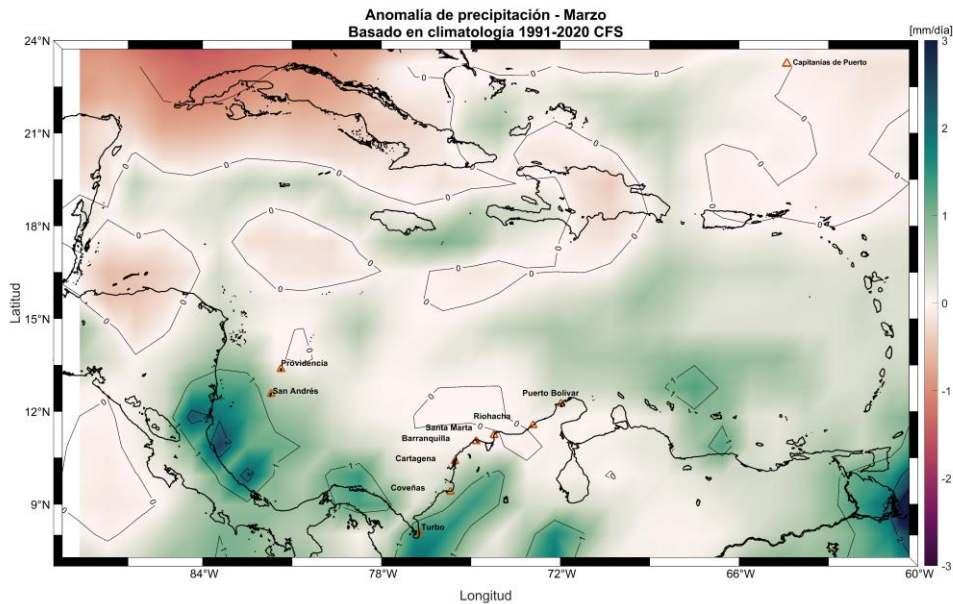 Anomalía de precipitación - Marzo
Basado en climatología 1991-2020 CFS
[mm/día]
24°N
21°N
18°N
15°N
12°N
9°N
Latitud
84°W
78°W
72°W
66°W
60°W
Longitud
3
2
1
0
-1
-2
-3
Capitanías de Puerto
Providencia
San Andrés
Puerto Bolivar
Riohacha
Santa Marta
Barranquilla
Cartagena
Coveñas
Turbo